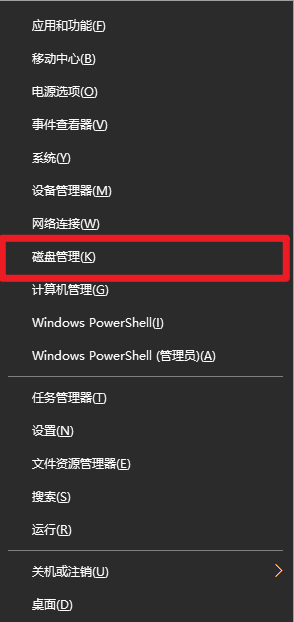 应用和功能(F)
移动中心(B)
电源选项(O)
事件查看器(V)
系统(Y)
设备管理器(M)
网络连接(W)
磁盘管理(K)
计算机管理(G)
Windows PowerShell(I)
Windows PowerShell (管理员)(A)
任务管理器(T)
设置(N)
文件资源管理器(E)
搜索(S)
运行(R)
关机或注销(U)
桌面(D)